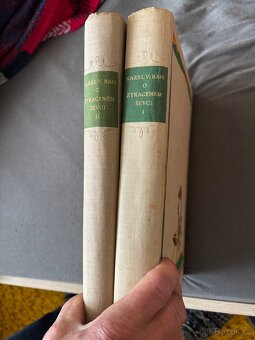 KAREL V. RAIS
O
ZTRACENÉM
ŠEVCI
II
KAREL V. RAIS
O
ZTRACENÉM
ŠEVCI
I